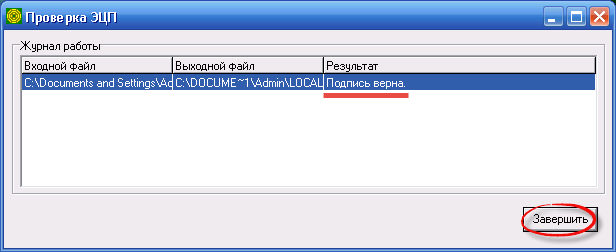 Проверка ЭЦП
Журнал работы
Входной файл Выходной файл Результат
C:\Documents and Settings\Ad C:\DOCUME~1\Admin\LOCAL Подпись верна.
Завершить